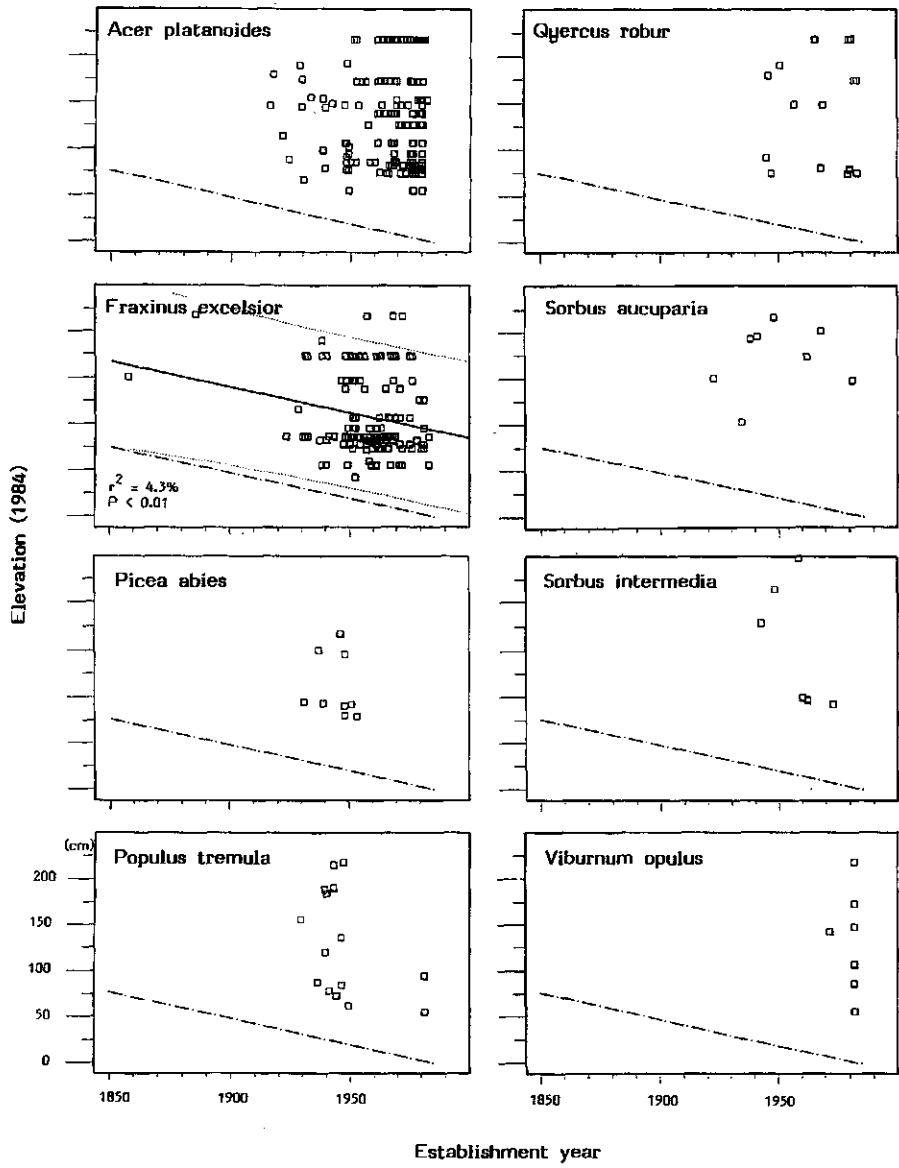 Acer platanoides
Quercus robur
Fraxinus excelsior
r² = 4.3%
P < 0.01
Sorbus aucuparia
Elevation (1984)
Picea abies
Sorbus intermedia
(cm)
Populus tremula
200
150
100
50
0
Viburnum opulus
1850
1900
1950
1850
1900
1950
Establishment year